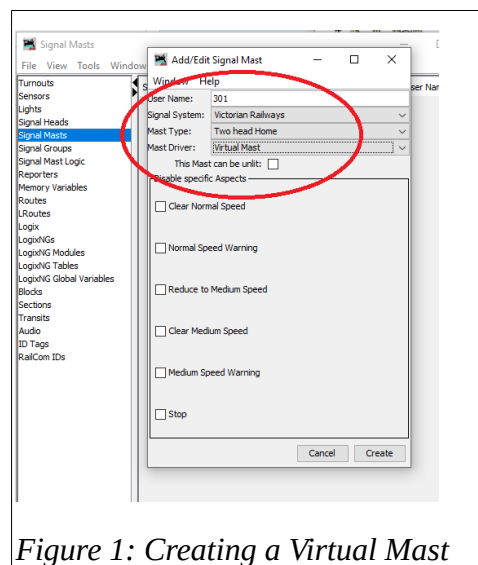 Signal Masts
File View Tools Window
Turnouts
Sensors
Lights
Signal Heads
Signal Masts
Signal Groups
Signal Mast Logic
Reporters
Memory Variables
Routes
LRoutes
Logix
LogixNGs
LogixNG Modules
LogixNG Tables
LogixNG Global Variables
Blocks
Sections
Transits
Audio
ID Tags
RailCom IDs
Add/Edit Signal Mast
Window Help
User Name: 301
Signal System: Victorian Railways
Mast Type: Two head Home
Mast Driver: Virtual Mast
This Mast can be unlit:
Disable specific Aspects
Clear Normal Speed
Normal Speed Warning
Reduce to Medium Speed
Clear Medium Speed
Medium Speed Warning
Stop
Cancel Create
Figure 1: Creating a Virtual Mast